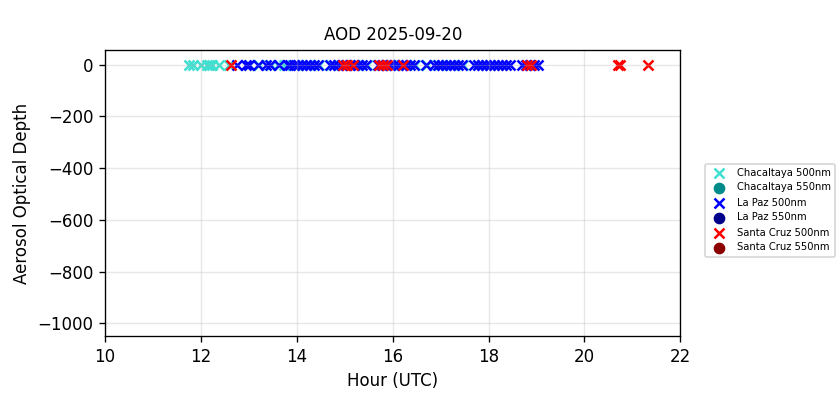 AOD 2025-09-20
Aerosol Optical Depth
0
−200
−400
−600
−800
−1000
10 12 14 16 18 20 22
Hour (UTC)
Chacaltaya 500nm
Chacaltaya 550nm
La Paz 500nm
La Paz 550nm
Santa Cruz 500nm
Santa Cruz 550nm